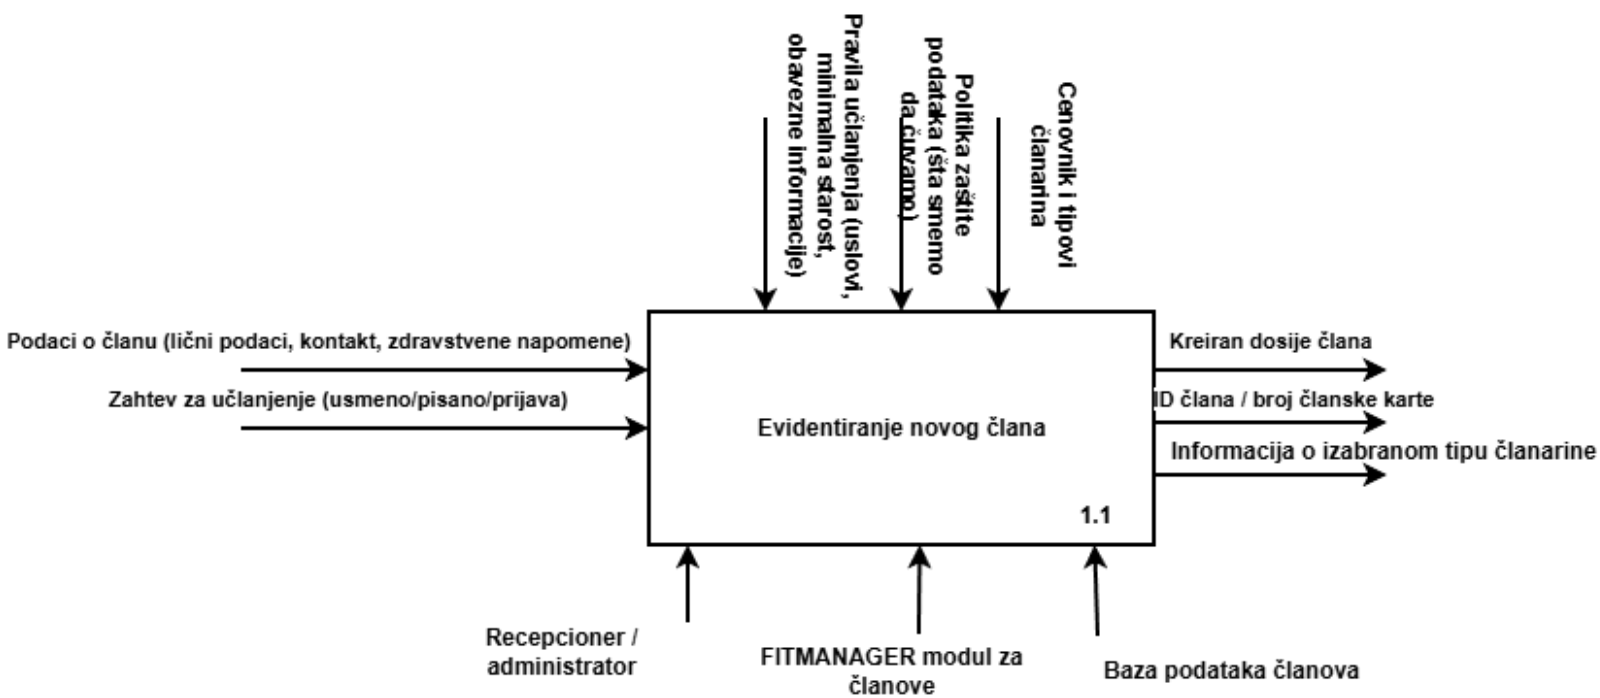 Pravila učlanjenja (uslovi,
minimalna starost,
obavezne informacije)
Politika zaštite
podataka (šta smemo
da čuvamo)
Cenovnik i tipovi
članarina
Podaci o članu (lični podaci, kontakt, zdravstvene napomene)
Zahtev za učlanjenje (usmeno/pisano/prijava)
Evidentiranje novog člana
1.1
Kreiran dosije člana
ID člana / broj članske karte
Informacija o izabranom tipu članarine
Recepcioner /
administrator
FITMANAGER modul za
članove
Baza podataka članova